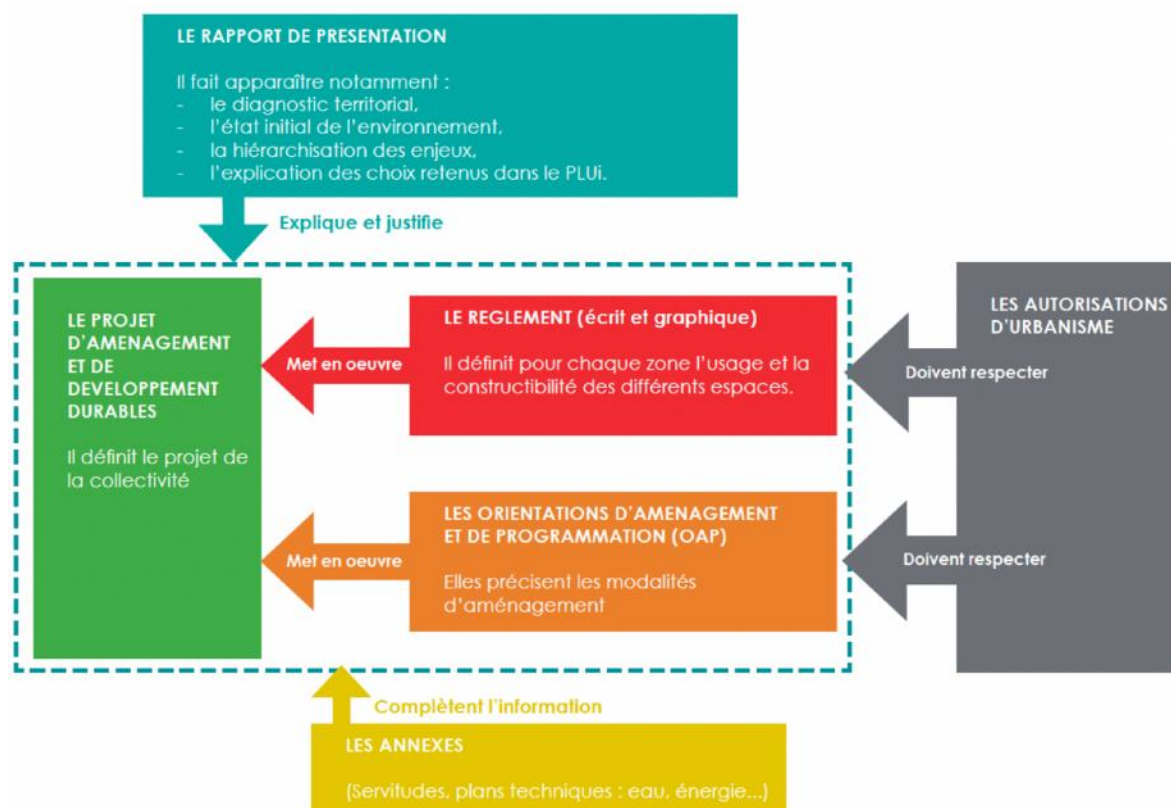 LE RAPPORT DE PRESENTATION
Il fait apparaître notamment :
- le diagnostic territorial,
- l'état initial de l'environnement,
- la hiérarchisation des enjeux,
- l'explication des choix retenus dans le PLUi.
Explique et justifie
LE PROJET
D'AMENAGEMENT
ET DE
DEVELOPPEMENT
DURABLES
Il définit le projet de
la collectivité
Met en oeuvre
LE REGLEMENT (écrit et graphique)
Il définit pour chaque zone l'usage et la
constructibilité des différents espaces.
Doivent respecter
LES AUTORISATIONS
D'URBANISME
Met en oeuvre
LES ORIENTATIONS D'AMENAGEMENT
ET DE PROGRAMMATION (OAP)
Elles précisent les modalités
d'aménagement
Doivent respecter
Complètent l'information
LES ANNEXES
(Servitudes, plans techniques : eau, énergie...)